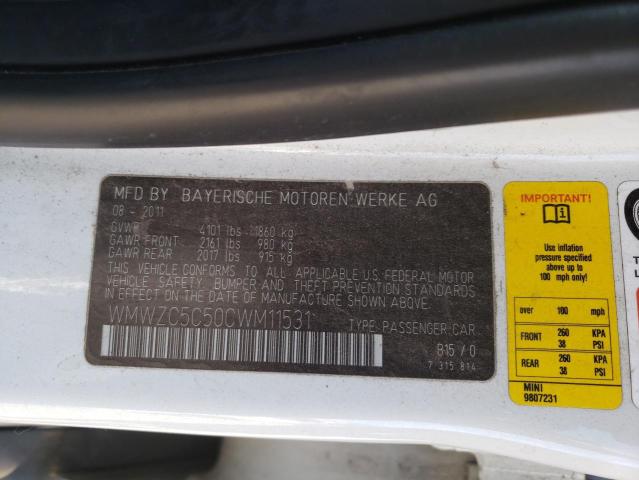 MFD BY BAYERISCHE MOTOREN WERKE AG
08 - 2011
GVWR 4101 lbs 1860 kg
GAWR FRONT 2161 lbs 980 kg
GAWR REAR 2017 lbs 915 kg
THIS VEHICLE CONFORMS TO ALL APPLICABLE U.S. FEDERAL MOTOR
VEHICLE SAFETY, BUMPER AND THEFT PREVENTION STANDARDS
IN EFFECT ON THE DATE OF MANUFACTURE SHOWN ABOVE.
WMWZC5C50CWM11531
TYPE: PASSENGER CAR
B15 / 0
7 315 814
IMPORTANT!
Use inflation
pressure specified
above up to
100 mph only!
over 100 mph
FRONT 260 KPA
38 PSI
REAR 260 KPA
38 PSI
MINI
9807231